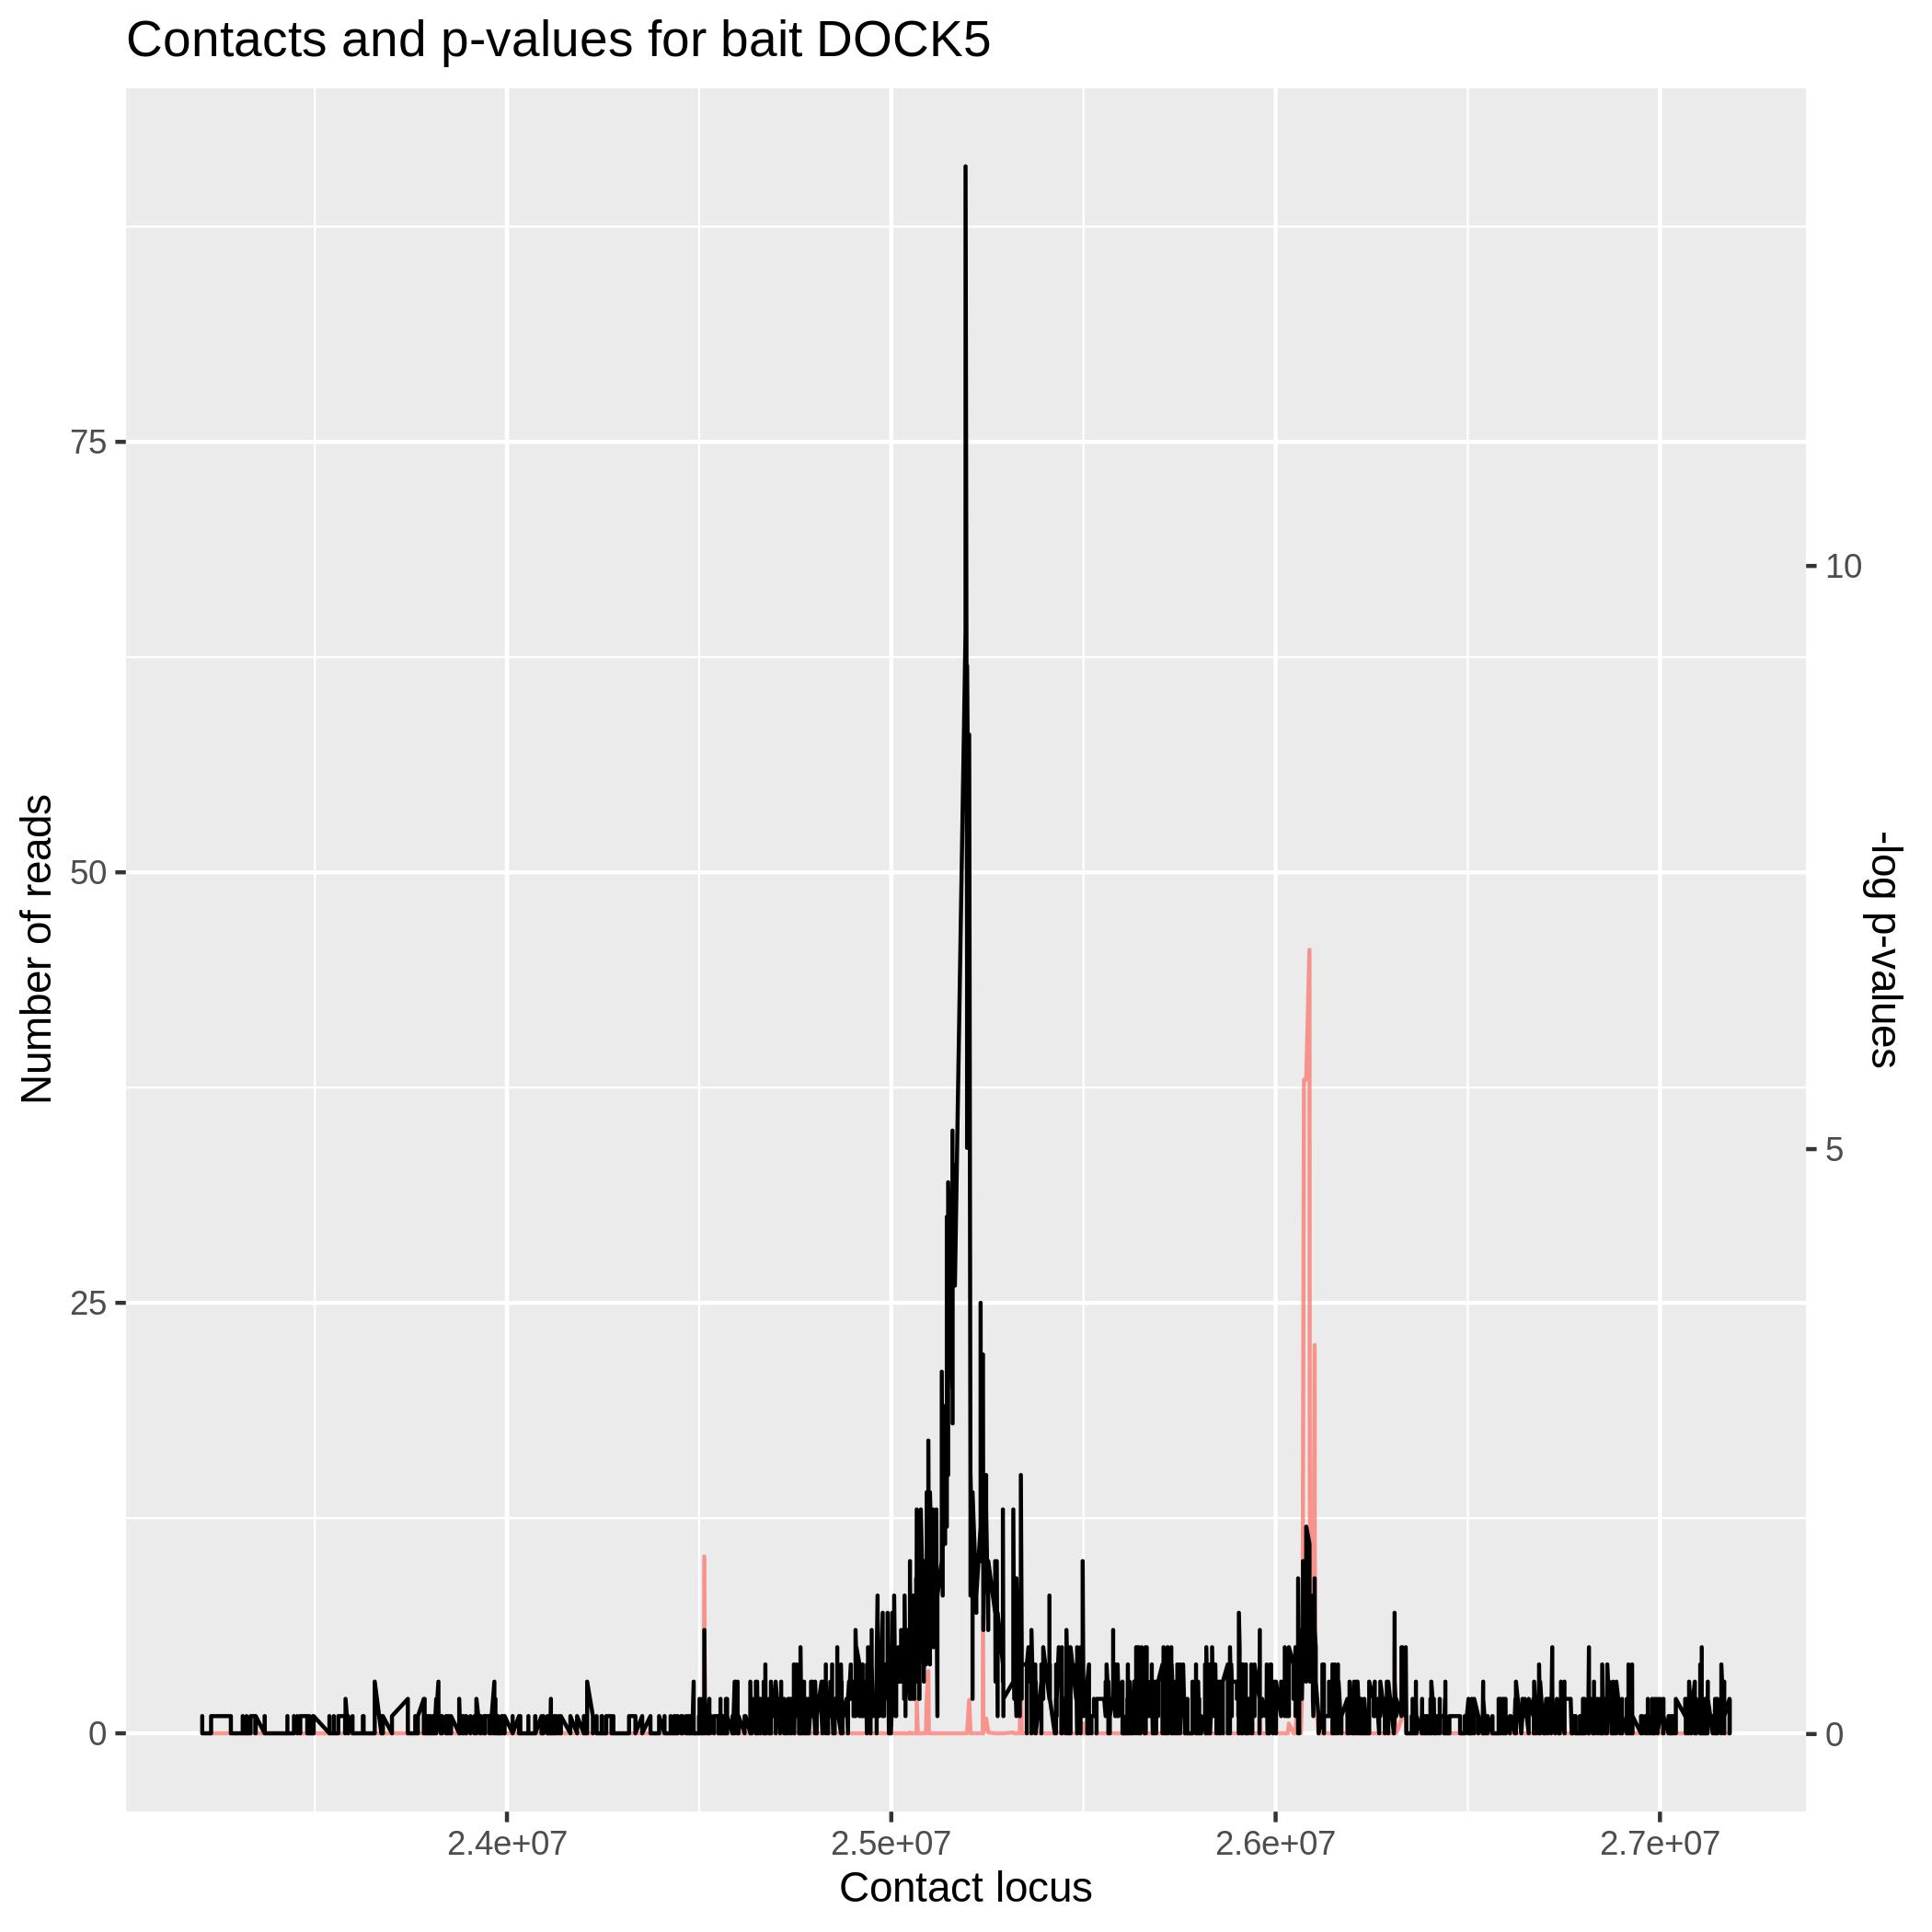 Contacts and p-values for bait DOCK5
75
50
25
0
Number of reads
10
5
0
-log p-values
2.4e+07 2.5e+07 2.6e+07 2.7e+07
Contact locus